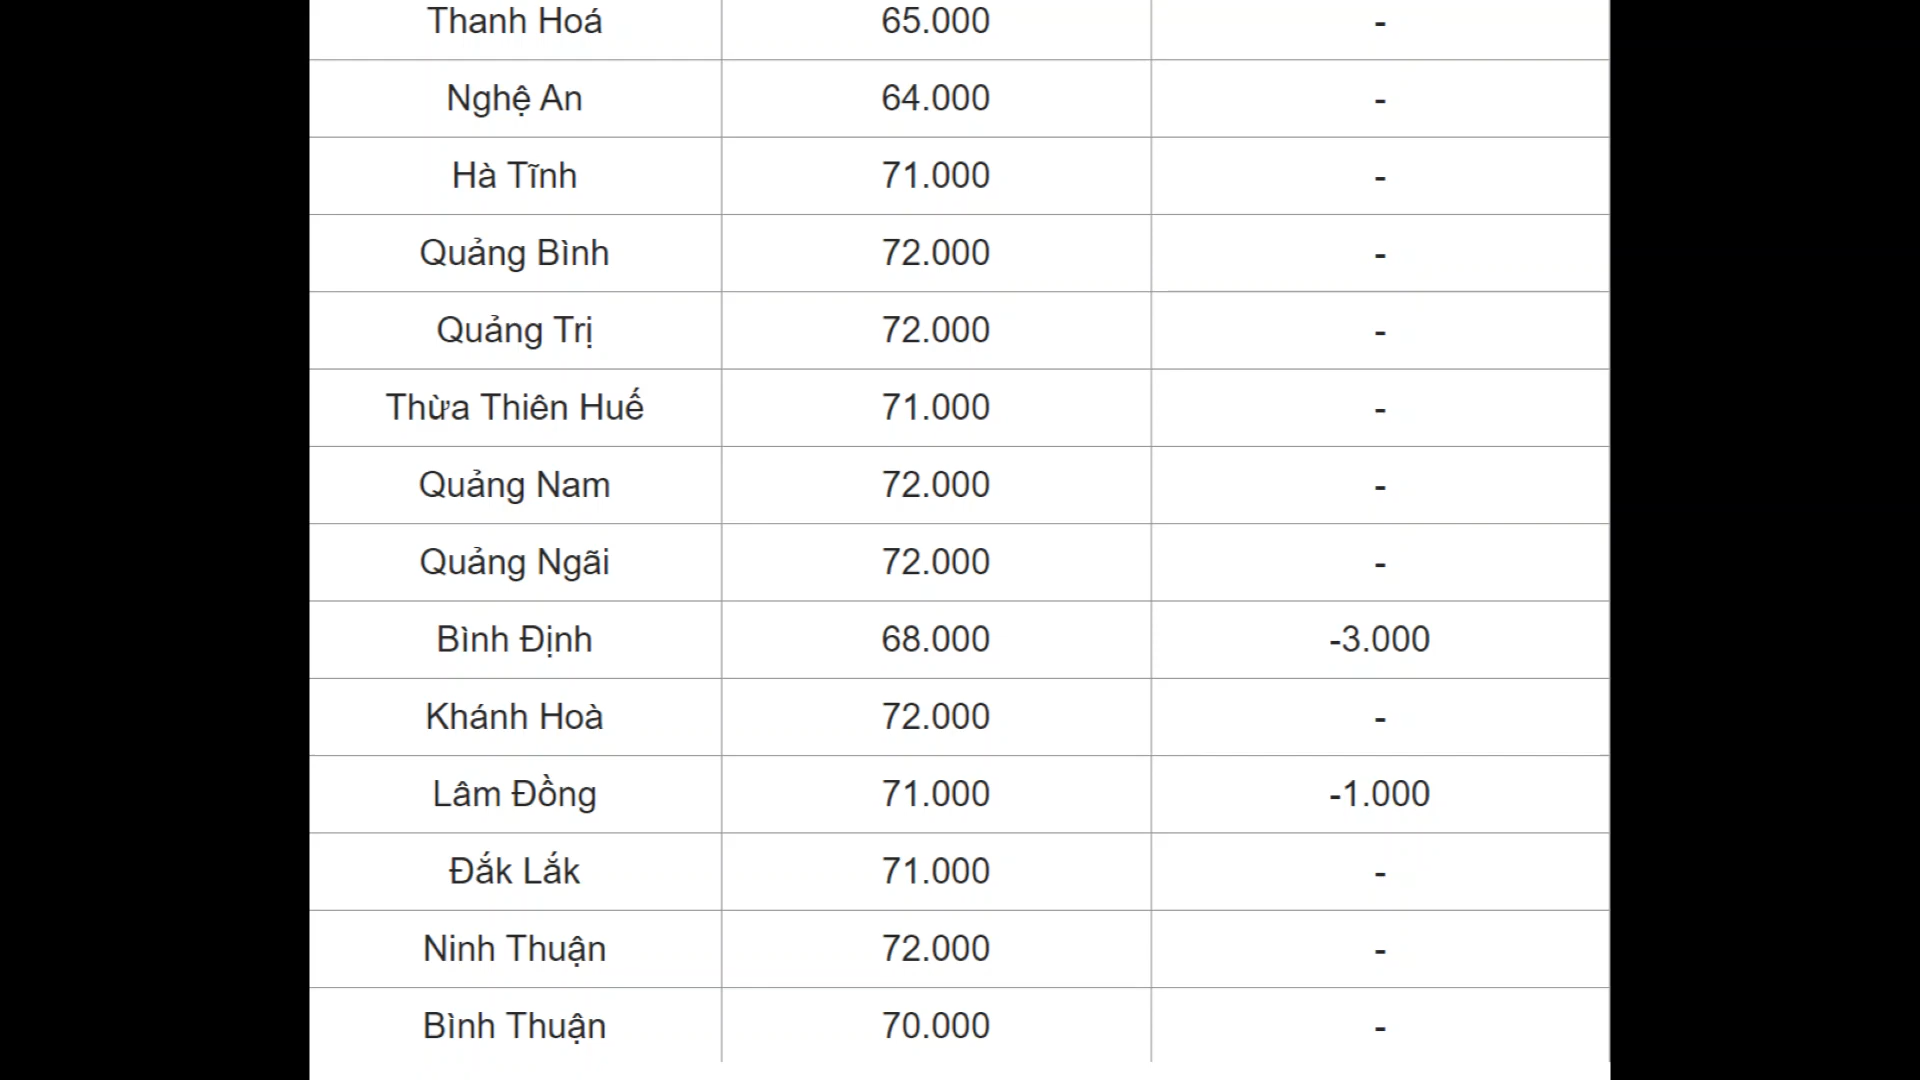 Thanh Hoá 65.000 -
Nghệ An 64.000 -
Hà Tĩnh 71.000 -
Quảng Bình 72.000 -
Quảng Trị 72.000 -
Thừa Thiên Huế 71.000 -
Quảng Nam 72.000 -
Quảng Ngãi 72.000 -
Bình Định 68.000 -3.000
Khánh Hoà 72.000 -
Lâm Đồng 71.000 -1.000
Đắk Lắk 71.000 -
Ninh Thuận 72.000 -
Bình Thuận 70.000 -